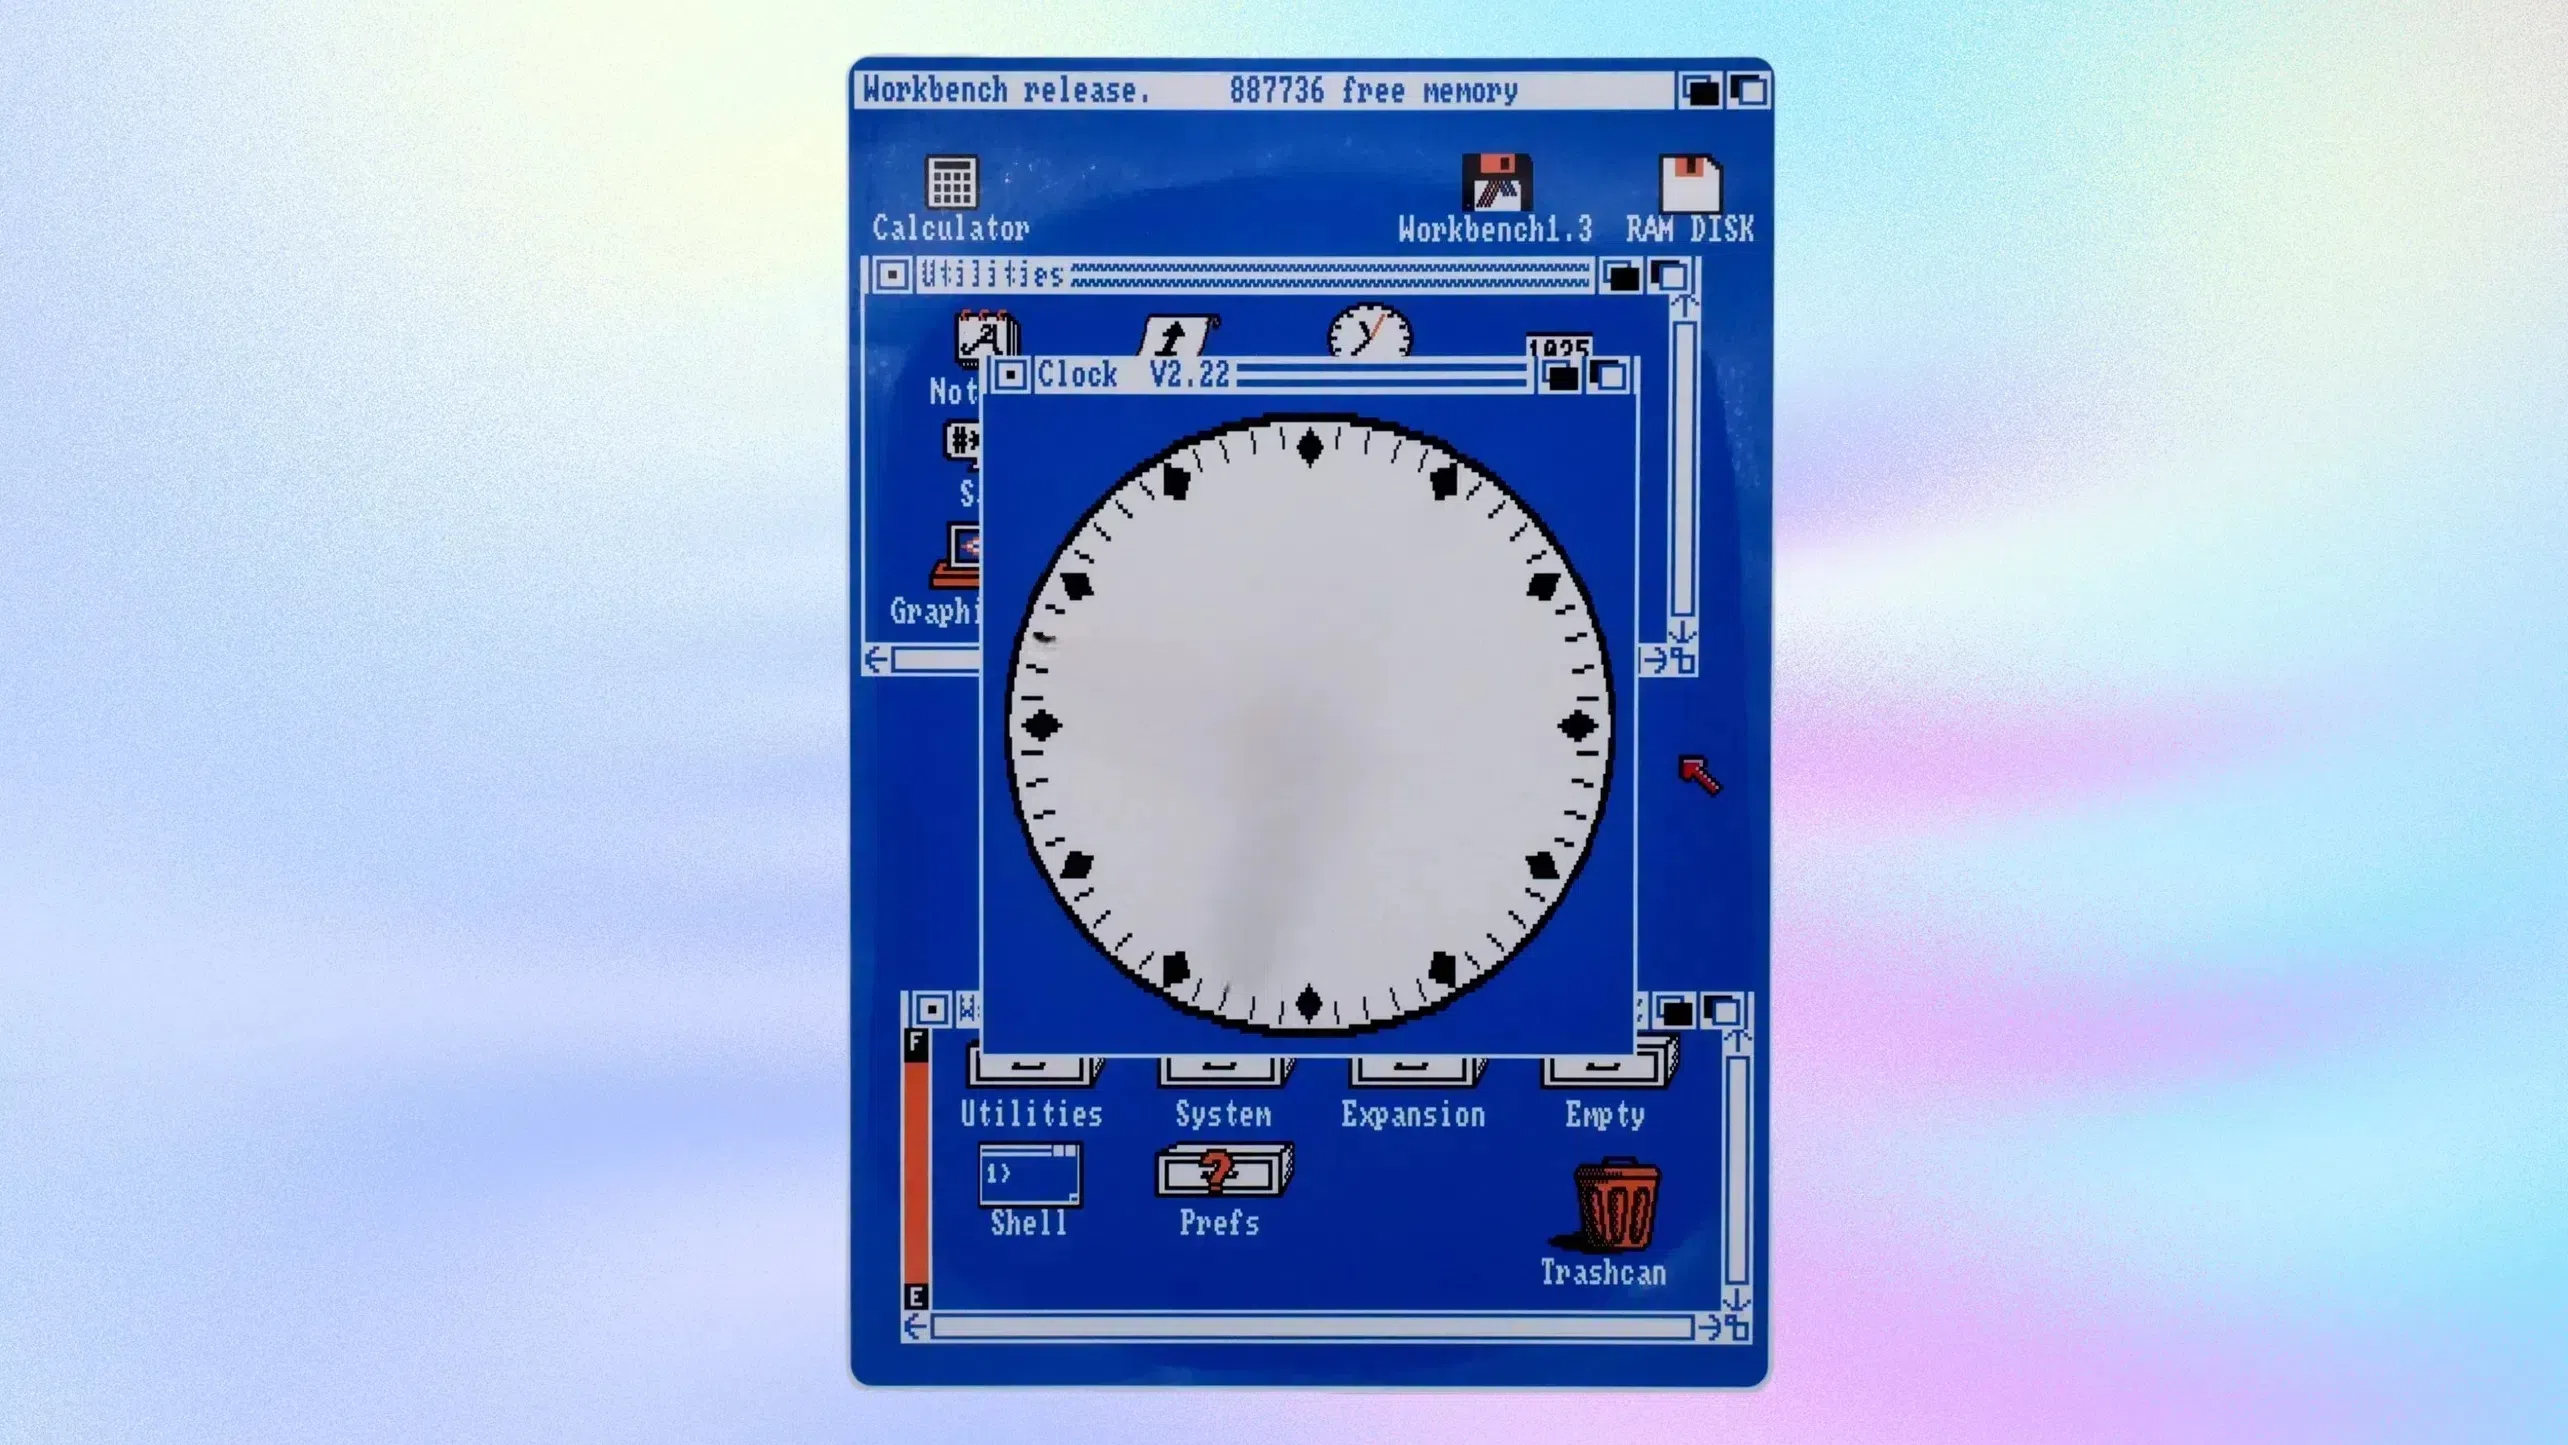 Workbench release. 887736 free memory
Calculator
Workbench1.3
RAM DISK
Utilities
Clock V2.22
F
Utilities
System
Expansion
Empty
1>
Shell
Prefs
Trashcan
E